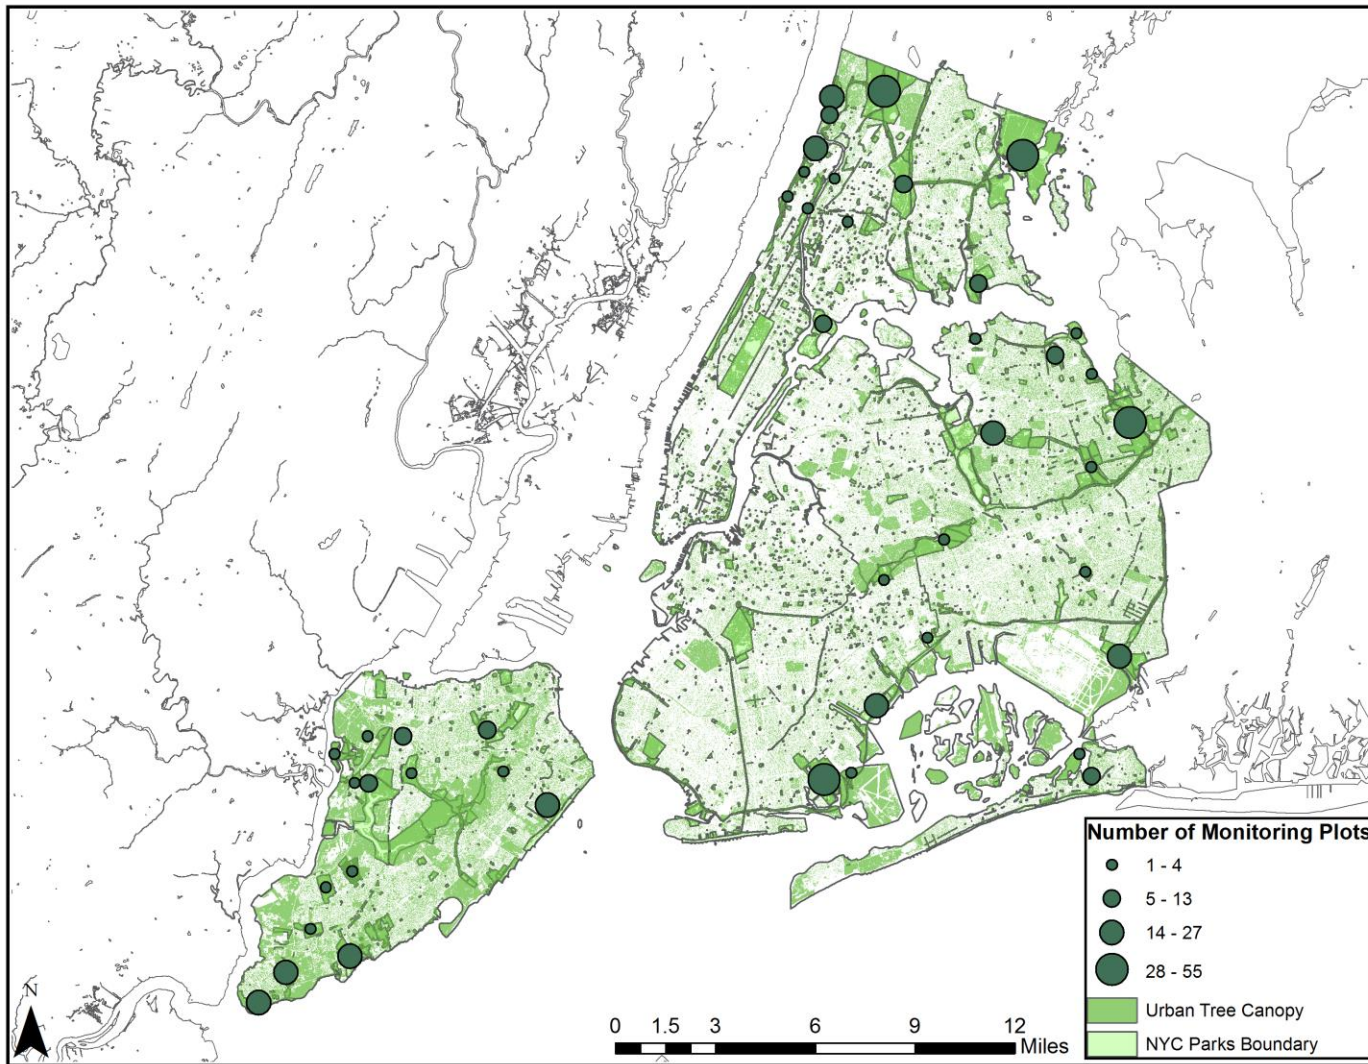 8
N
0 1.5 3 6 9 12
Miles
Number of Monitoring Plots
1 - 4
5 - 13
14 - 27
28 - 55
Urban Tree Canopy
NYC Parks Boundary